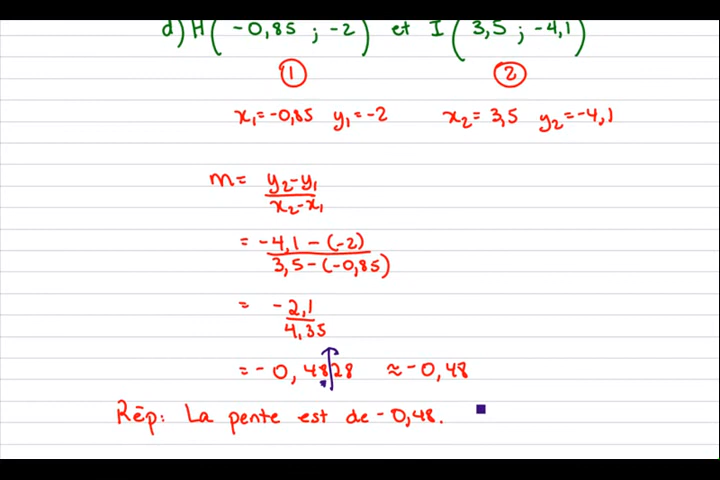 d) H(-0,85 ; -2) et I(3,5 ; -4,1)
① ②
x₁=-0,85 y₁=-2 x₂= 3,5 y₂=-4,1
m= y₂-y₁
x₂-x₁
= -4,1-(-2)
3,5-(-0,85)
= -2,1
4,35
=-0,4828 ≈-0,48
Rép: La pente est de -0,48.